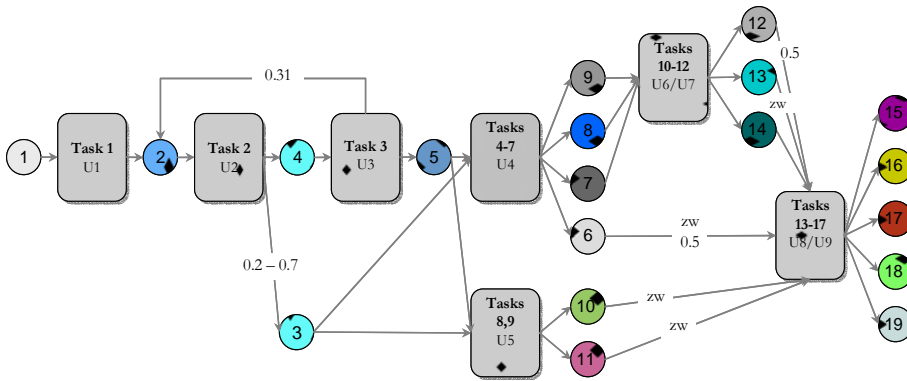 0.31
1
Task 1
U1
2
Task 2
U2
4
Task 3
U3
5
0.2 – 0.7
3
Tasks
4-7
U4
Tasks
8,9
U5
9
8
7
6
10
11
Tasks
10-12
U6/U7
12
13
14
0.5
zw
zw
0.5
zw
zw
Tasks
13-17
U8/U9
15
16
17
18
19